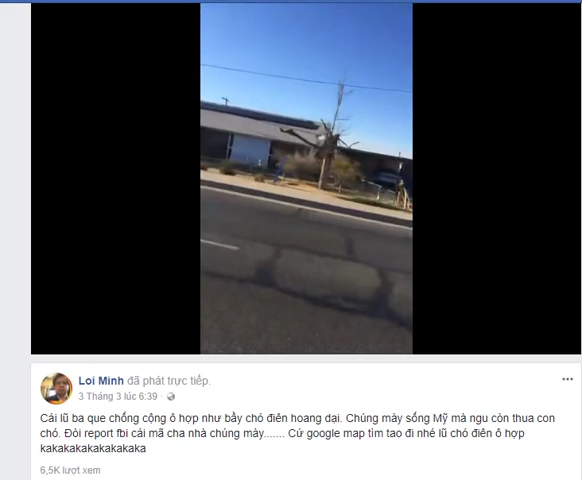 Loi Minh đã phát trực tiếp.
3 Tháng 3 lúc 6:39 ·
Cái lũ ba que chống cộng ô hợp như bầy chó điên hoang dại. Chúng mày sống Mỹ mà ngu còn thua con
chó. Đòi report fbi cái mã cha nhà chúng mày....... Cứ google map tìm tao đi nhé lũ chó điên ô hợp
kakakakakakakakaka
6,5K lượt xem